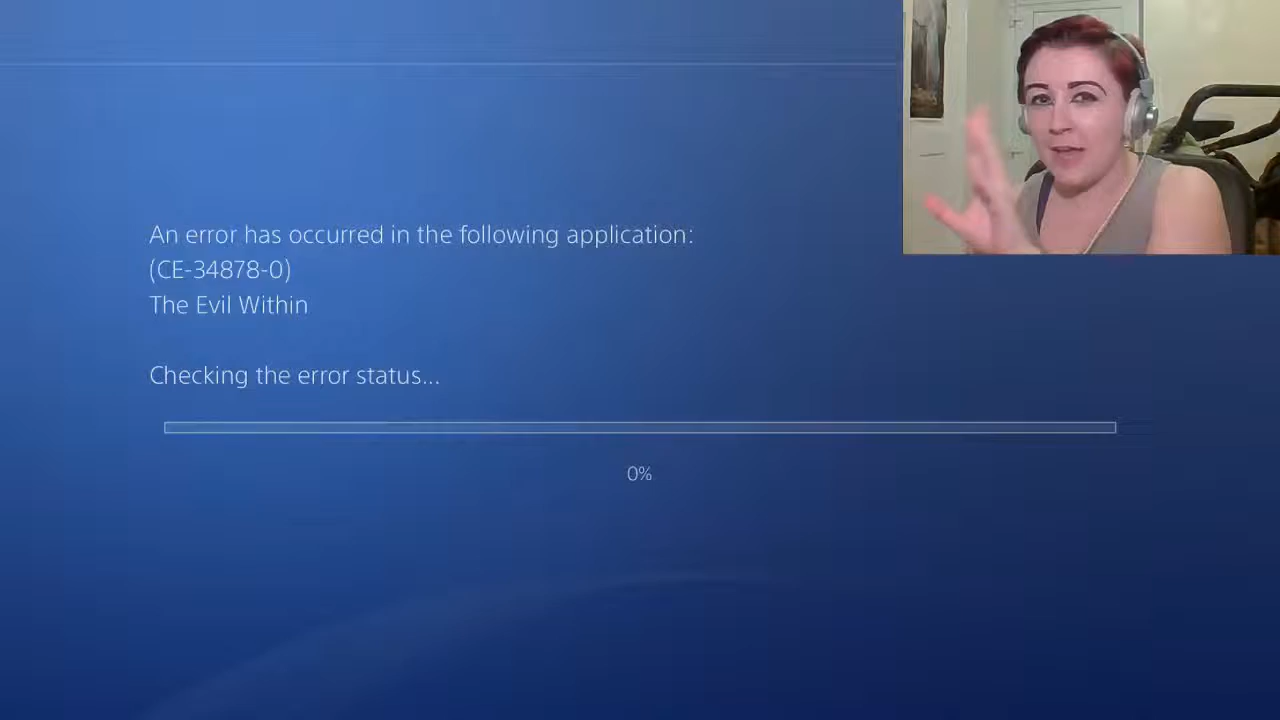 An error has occurred in the following application:
(CE-34878-0)
The Evil Within
Checking the error status...
0%